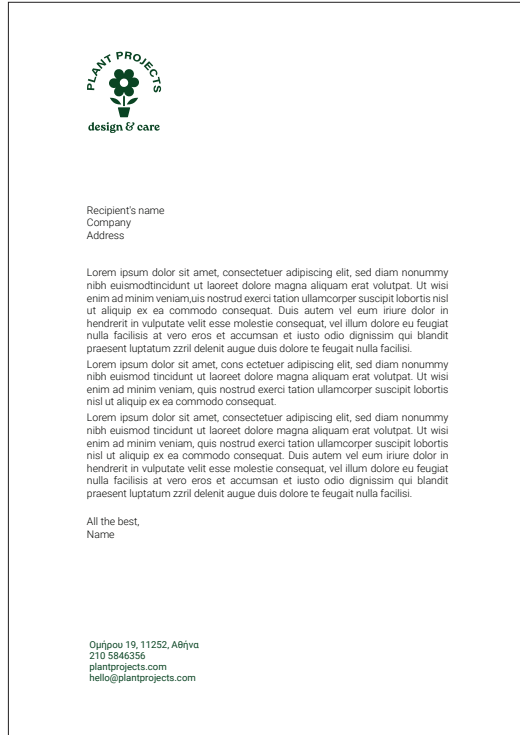 PLANT PROJECTS
design & care
Recipient's name
Company
Address
Lorem ipsum dolor sit amet, consectetuer adipiscing elit, sed diam nonummy
nibh euismodtincidunt ut laoreet dolore magna aliquam erat volutpat. Ut wisi
enim ad minim veniam,uis nostrud exerci tation ullamcorper suscipit lobortis nisl
ut aliquip ex ea commodo consequat. Duis autem vel eum iriure dolor in
hendrerit in vulputate velit esse molestie consequat, vel illum dolore eu feugiat
nulla facilisis at vero eros et accumsan et iusto odio dignissim qui blandit
praesent luptatum zzril delenit augue duis dolore te feugait nulla facilisi.
Lorem ipsum dolor sit amet, cons ectetuer adipiscing elit, sed diam nonummy
nibh euismod tincidunt ut laoreet dolore magna aliquam erat volutpat. Ut wisi
enim ad minim veniam, quis nostrud exerci tation ullamcorper suscipit lobortis
nisl ut aliquip ex ea commodo consequat.
Lorem ipsum dolor sit amet, consectetuer adipiscing elit, sed diam nonummy
nibh euismod tincidunt ut laoreet dolore magna aliquam erat volutpat. Ut wisi
enim ad minim veniam, quis nostrud exerci tation ullamcorper suscipit lobortis
nisl ut aliquip ex ea commodo consequat. Duis autem vel eum iriure dolor in
hendrerit in vulputate velit esse molestie consequat, vel illum dolore eu feugiat
nulla facilisis at vero eros et accumsan et iusto odio dignissim qui blandit
praesent luptatum zzril delenit augue duis dolore te feugait nulla facilisi.
All the best,
Name
Ομήρου 19, 11252, Αθήνα
210 5846356
plantprojects.com
hello@plantprojects.com